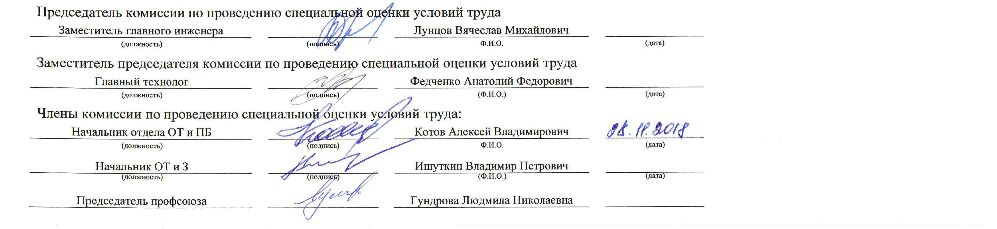 Председатель комиссии по проведению специальной оценки условий труда
Заместитель главного инженера Лунцов Вячеслав Михайлович
(должность) (подпись) Ф.И.О. (дата)
Заместитель председателя комиссии по проведению специальной оценки условий труда
Главный технолог Федченко Анатолий Федорович
(должность) (подпись) (Ф.И.О.) (дата)
Члены комиссии по проведению специальной оценки условий труда:
Начальник отдела ОТ и ПБ Котов Алексей Владимирович 28.11.2018
(должность) (подпись) Ф.И.О. (дата)
Начальник ОТ и З Ишуткин Владимир Петрович
(должность) (подпись) (Ф.И.О.) (дата)
Председатель профсоюза Гундрова Людмила Николаевна